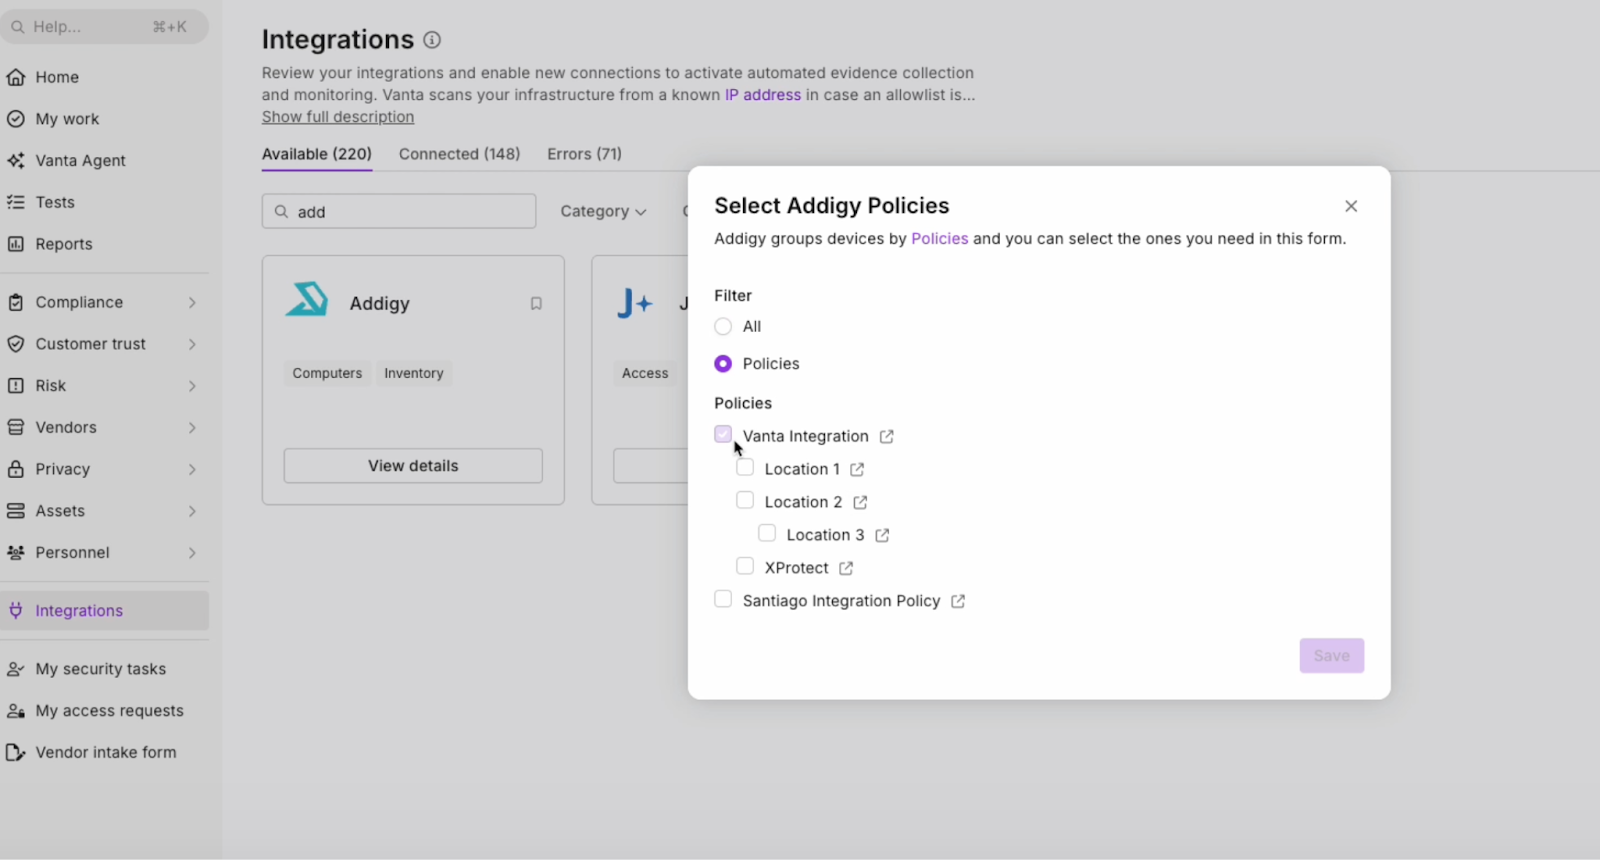 Help... ⌘+K
Home
My work
Vanta Agent
Tests
Reports
Compliance
Customer trust
Risk
Vendors
Privacy
Assets
Personnel
Integrations
My security tasks
My access requests
Vendor intake form
Integrations
Review your integrations and enable new connections to activate automated evidence collection
and monitoring. Vanta scans your infrastructure from a known IP address in case an allowlist is...
Show full description
Available (220) Connected (148) Errors (71)
add Category
Addigy
Computers Inventory
View details
J+ J
Access
Select Addigy Policies
Addigy groups devices by Policies and you can select the ones you need in this form.
Filter
All
Policies
Policies
Vanta Integration
Location 1
Location 2
Location 3
XProtect
Santiago Integration Policy
Save